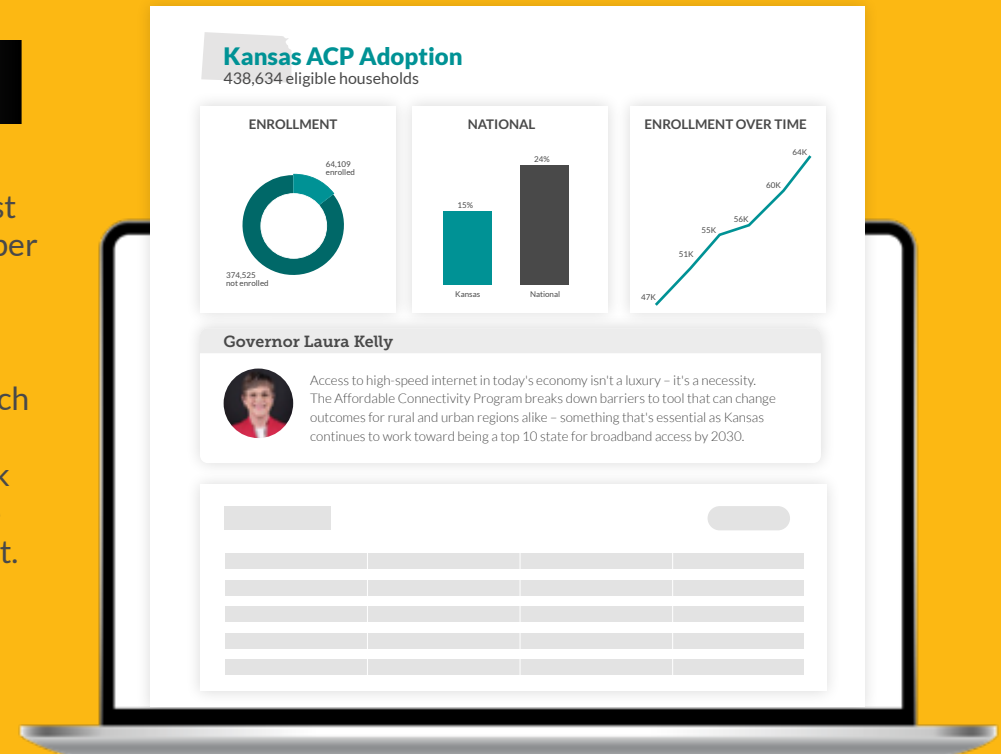 st
per
ch
k
t.
Kansas ACP Adoption
438,634 eligible households
ENROLLMENT
64,109
enrolled
374,525
not enrolled
NATIONAL
15%
24%
Kansas
National
ENROLLMENT OVER TIME
47K
51K
55K
56K
60K
64K
Governor Laura Kelly
Access to high-speed internet in today's economy isn't a luxury – it's a necessity.
The Affordable Connectivity Program breaks down barriers to tool that can change
outcomes for rural and urban regions alike – something that's essential as Kansas
continues to work toward being a top 10 state for broadband access by 2030.